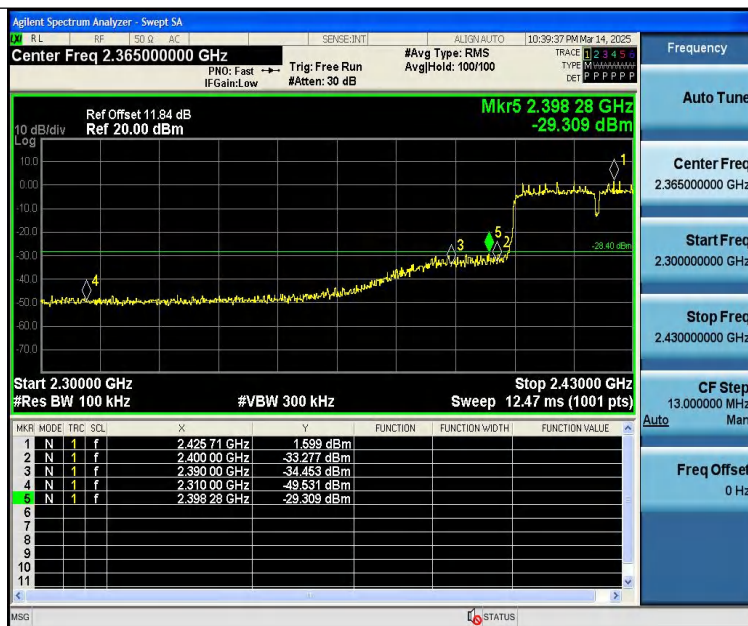 Agilent Spectrum Analyzer - Swept SA
LXI RL RF 50 Ω AC SENSE:INT ALIGN AUTO 10:39:37 PM Mar 14, 2025
Center Freq 2.365000000 GHz #Avg Type: RMS TRACE 1 2 3 4 5 6
PNO: Fast Trig: Free Run Avg|Hold: 100/100 TYPE M
IFGain:Low #Atten: 30 dB DET P P P P P P
Ref Offset 11.84 dB Mkr5 2.398 28 GHz
10 dB/div Ref 20.00 dBm -29.309 dBm
Log
10.0
0.00
-10.0
-20.0
-30.0
-40.0
-50.0
-60.0
-70.0
1
5
2
3
4
-28.40 dBm
Start 2.30000 GHz Stop 2.43000 GHz
#Res BW 100 kHz #VBW 300 kHz Sweep 12.47 ms (1001 pts)
MKR MODE TRC SCL X Y FUNCTION FUNCTION WIDTH FUNCTION VALUE
1 N 1 f 2.425 71 GHz 1.599 dBm
2 N 1 f 2.400 00 GHz -33.277 dBm
3 N 1 f 2.390 00 GHz -34.453 dBm
4 N 1 f 2.310 00 GHz -49.531 dBm
5 N 1 f 2.398 28 GHz -29.309 dBm
6
7
8
9
10
11
MSG STATUS
Frequency
Auto Tune
Center Freq
2.365000000 GHz
Start Freq
2.300000000 GHz
Stop Freq
2.430000000 GHz
CF Step
13.000000 MHz
Auto Man
Freq Offset
0 Hz